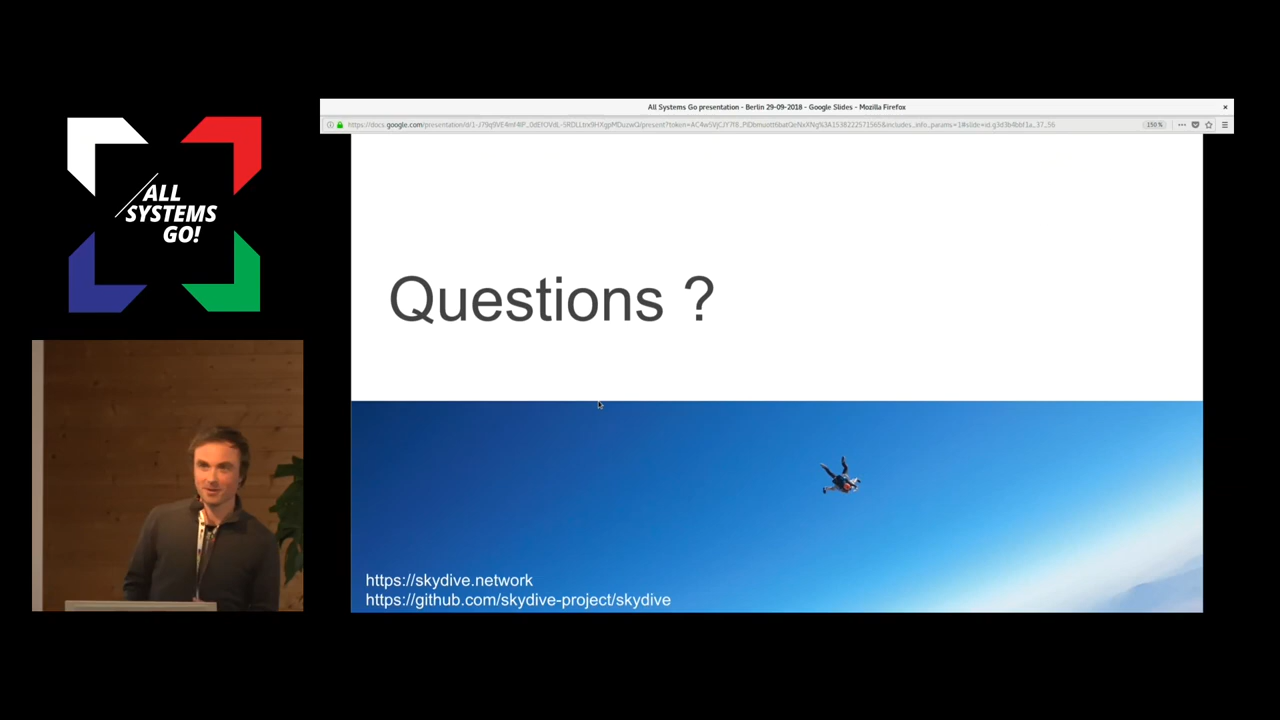 ALL
SYSTEMS
GO!
All Systems Go presentation - Berlin 29-09-2018 - Google Slides - Mozilla Firefox
150%
Questions ?
https://skydive.network
https://github.com/skydive-project/skydive